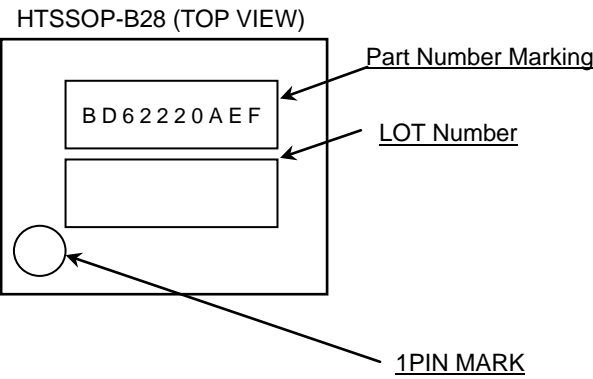 HTSSOP-B28 (TOP VIEW)
Part Number Marking
BD62220AEF
LOT Number
1PIN MARK